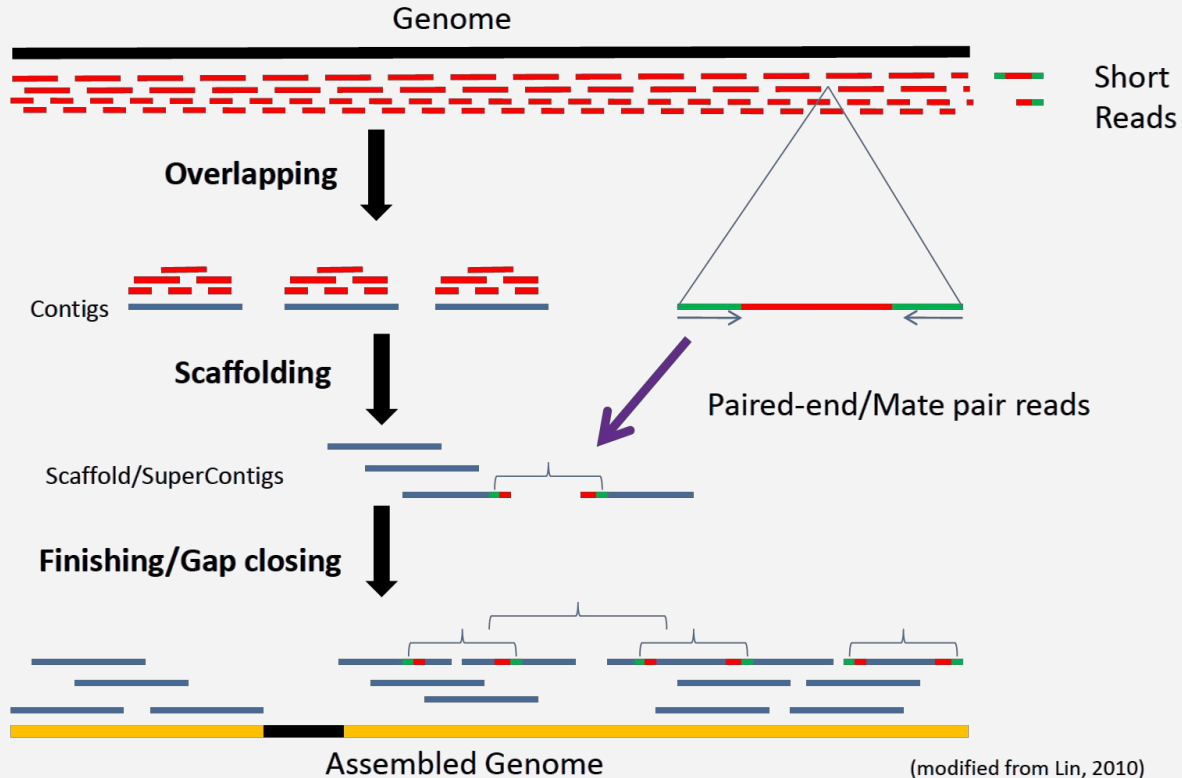 Genome
Short
Reads
Overlapping
Contigs
Scaffolding
Paired-end/Mate pair reads
Scaffold/SuperContigs
Finishing/Gap closing
Assembled Genome
(modified from Lin, 2010)